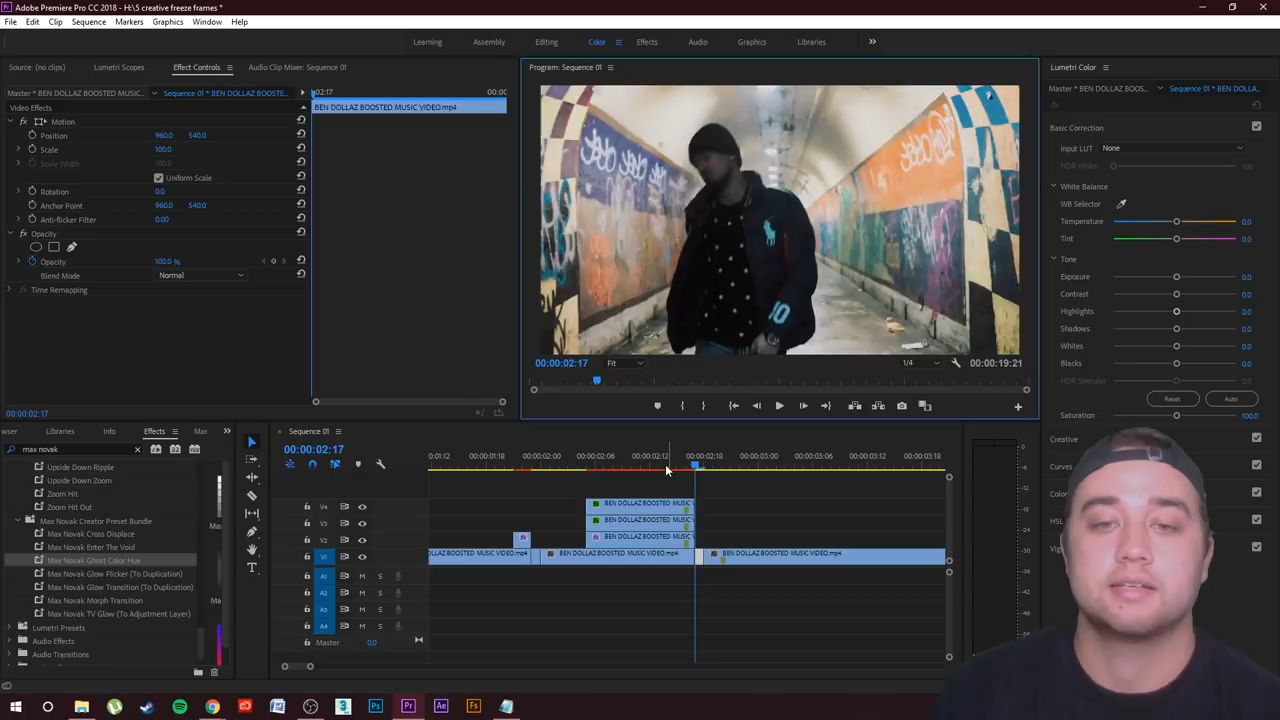 Adobe Premiere Pro CC 2018 - H:\5 creative freeze frames *
File Edit Clip Sequence Markers Graphics Window Help
Learning Assembly Editing Color Effects Audio Graphics Libraries
Source: (no clips) Lumetri Scopes Effect Controls Audio Clip Mixer: Sequence 01
Program: Sequence 01
Lumetri Color
Master * BEN DOLLAZ BOOSTED MUSIC VIDEO... Sequence 01 * BEN DOLLAZ BOOSTE...
02:17
Master * BEN DOLLAZ BOOS... Sequence 01 * BEN DOLLA...
Video Effects
BEN DOLLAZ BOOSTED MUSIC VIDEO.mp4
Motion
Position 960.0 540.0
Scale 100.0
Scale Width 100.0
Uniform Scale
Rotation 0.0
Anchor Point 960.0 540.0
Anti-flicker Filter 0.00
Opacity
Opacity 100.0 %
Blend Mode Normal
Time Remapping
00:00:02:17
00:00:02:17 Fit 1/4 00:00:19:21
Basic Correction
Input LUT None
HDR White 100
White Balance
WB Selector
Temperature 0.0
Tint 0.0
Tone
Exposure 0.0
Contrast 0.0
Highlights 0.0
Shadows 0.0
Whites 0.0
Blacks 0.0
HDR Specular 0.0
Reset Auto
Saturation 100.0
Creative
Curves
wser Libraries Info Effects Mar
max novak
Upside Down Ripple
Upside Down Zoom
Zoom Hit
Zoom Hit Out
Max Novak Creator Preset Bundle
Max Novak Cross Displace
Max Novak Enter The Void
Max Novak Ghost Color Hue
Max Novak Glow Flicker (To Duplication)
Max Novak Glow Transition (To Duplication)
Max Novak Morph Transition
Max Novak TV Glow (To Adjustment Layer)
Lumetri Presets
Audio Effects
Audio Transitions
Sequence 01
00:00:02:17
01:12 00:00:01:18 00:00:02:00 00:00:02:06 00:00:02:12 00:00:02:18 00:00:03:00 00:00:03:06 00:00:03:12 00:00:03:18
V4 BEN DOLLAZ BOOSTED MUSIC
V3 BEN DOLLAZ BOOSTED MUSIC
V2 BEN DOLLAZ BOOSTED MUSIC
V1 DOLLAZ BOOSTED MUSIC VIDEO.mp4 BEN DOLLAZ BOOSTED MUSIC VIDEO.mp4 BEN DOLLAZ BOOSTED MUSIC VIDEO.mp4
A1 M S
A2 M S
A3 M S
A4 M S
Master 0.0